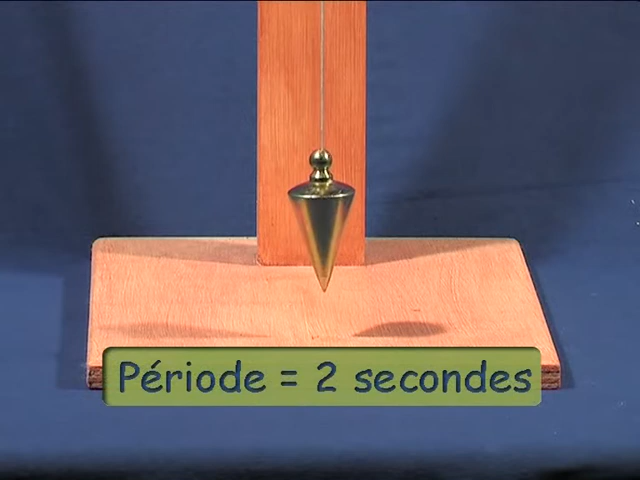 Période = 2 secondes